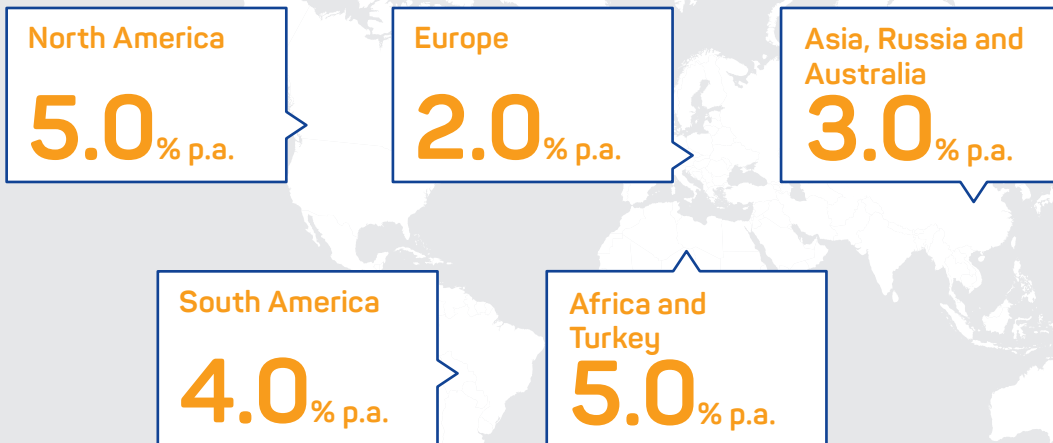 North America
5.0% p.a.
Europe
2.0% p.a.
Asia, Russia and
Australia
3.0% p.a.
South America
4.0% p.a.
Africa and
Turkey
5.0% p.a.